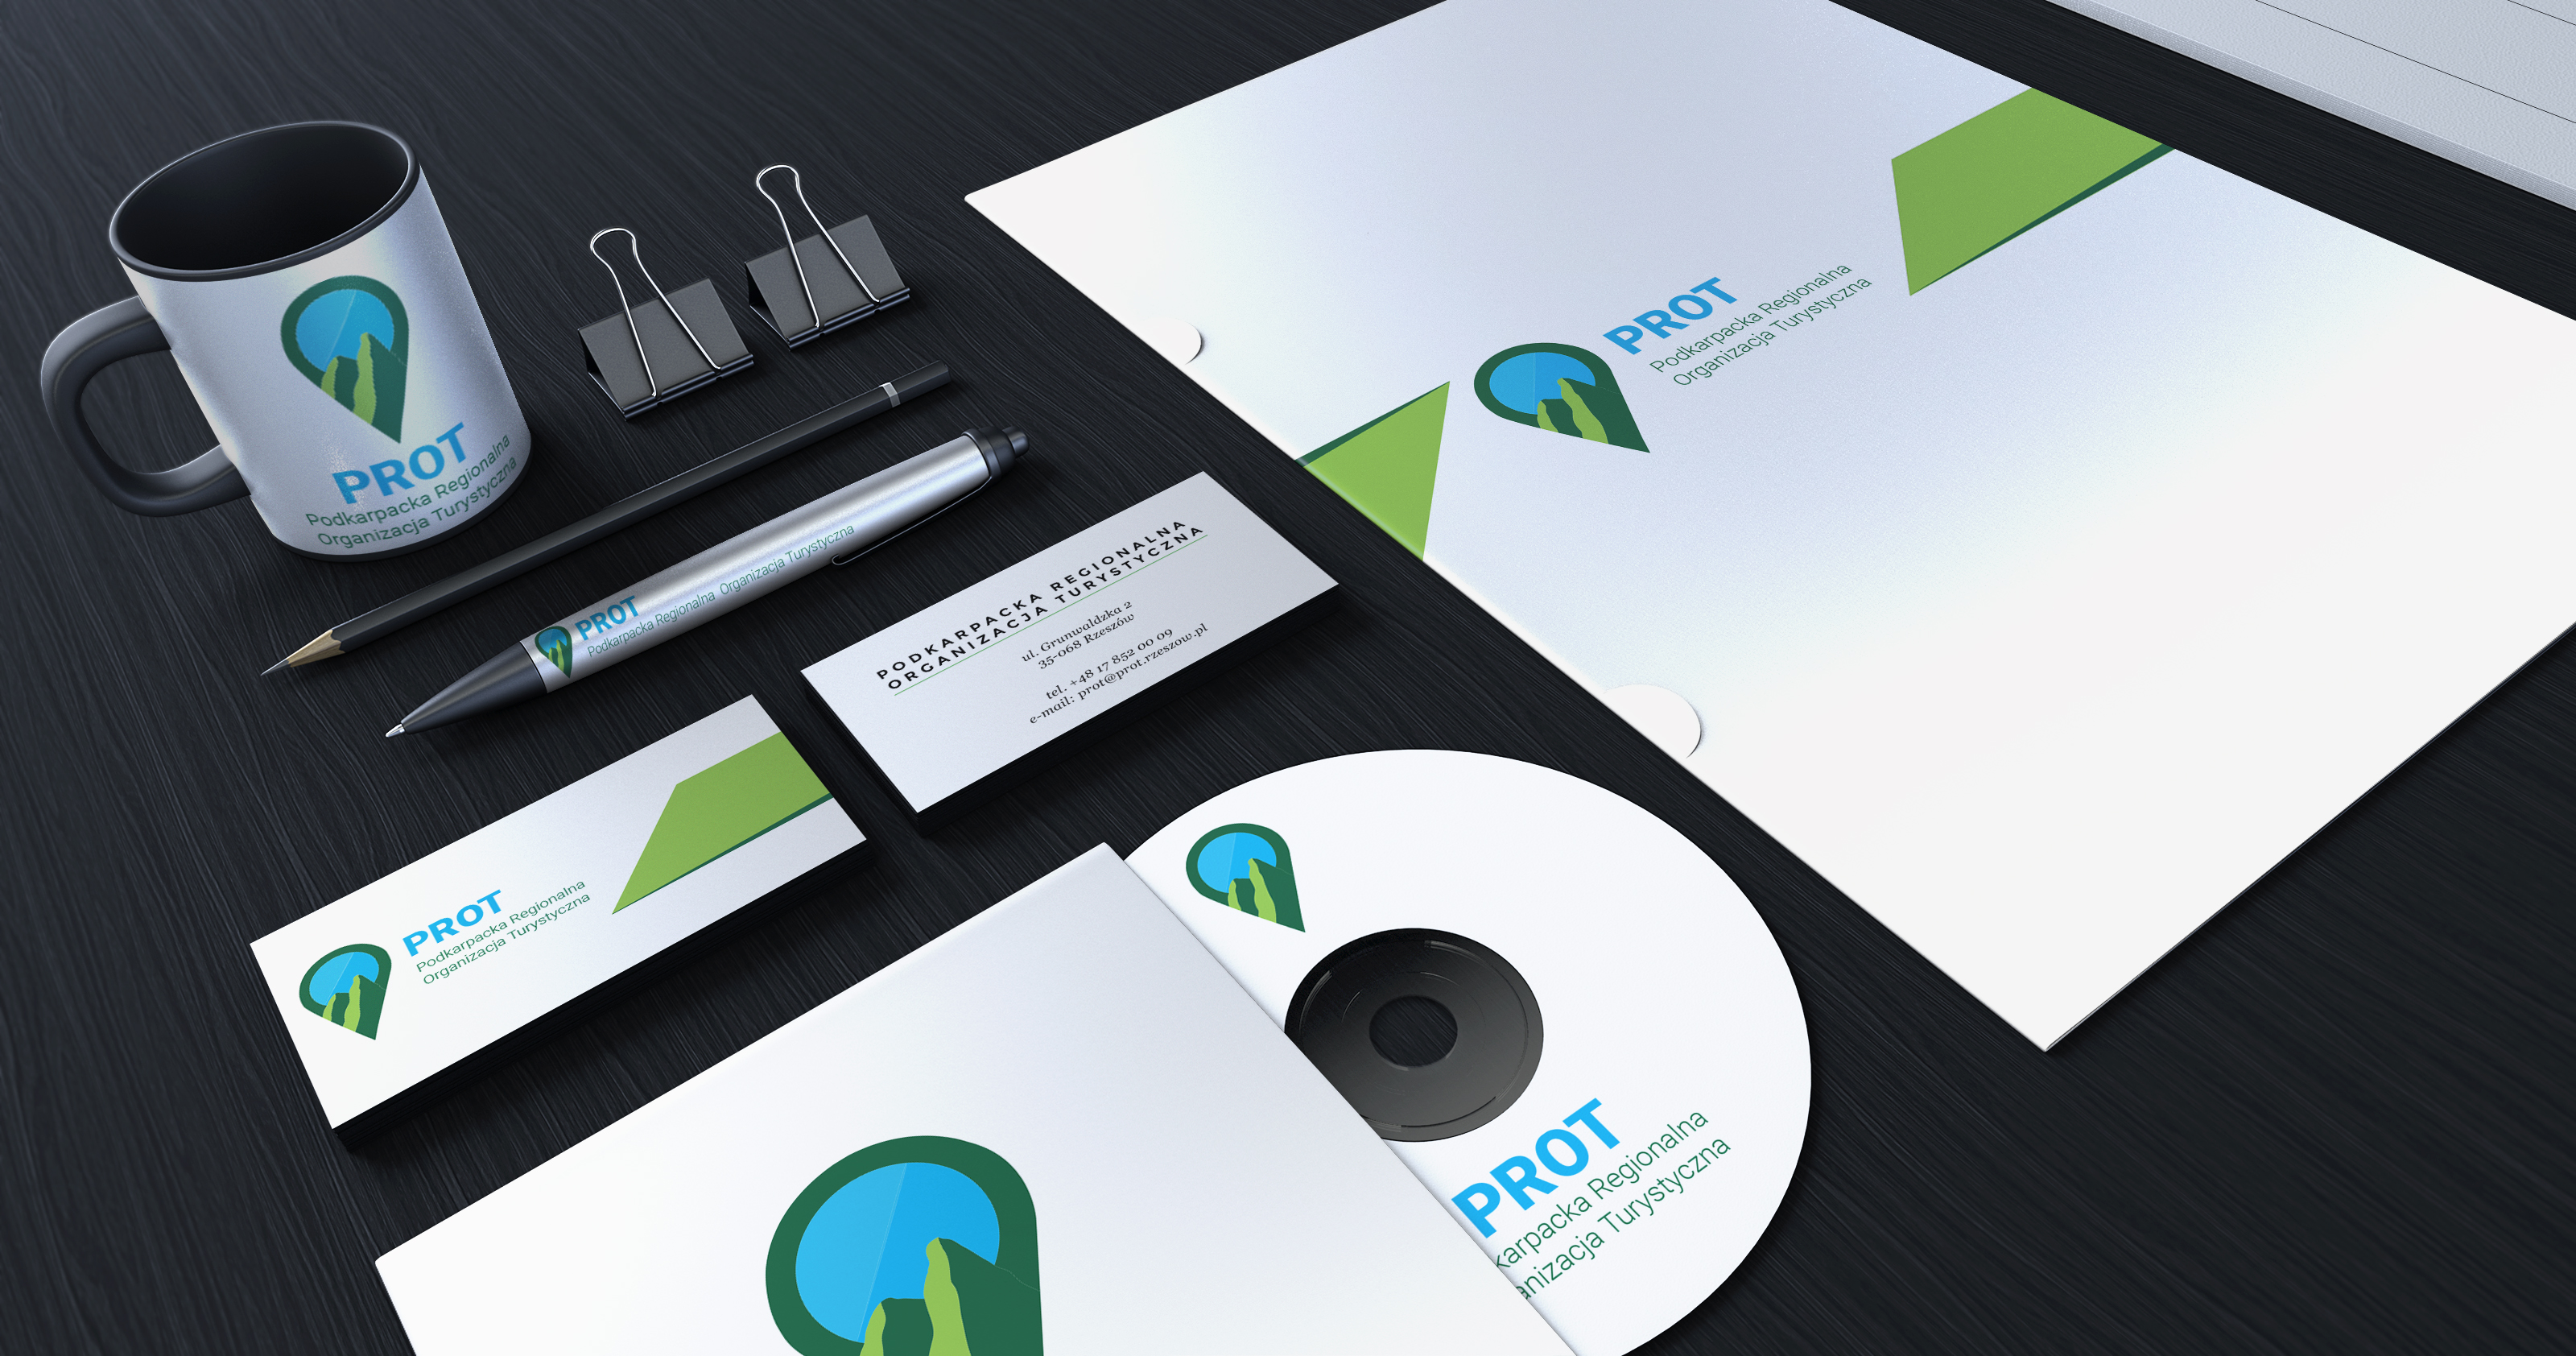 PROT
Podkarpacka Regionalna
Organizacja Turystyczna
PROT
Podkarpacka Regionalna
Organizacja Turystyczna
PROT
Podkarpacka Regionalna Organizacja Turystyczna
PODKARPACKA REGIONALNA
ORGANIZACJA TURYSTYCZNA
ul. Grunwaldzka 2
35-068 Rzeszów
tel. +48 17 852 00 09
e-mail: prot@prot.rzeszow.pl
PROT
Podkarpacka Regionalna
Organizacja Turystyczna
PROT
karpacka Regionalna
anizacja Turystyczna